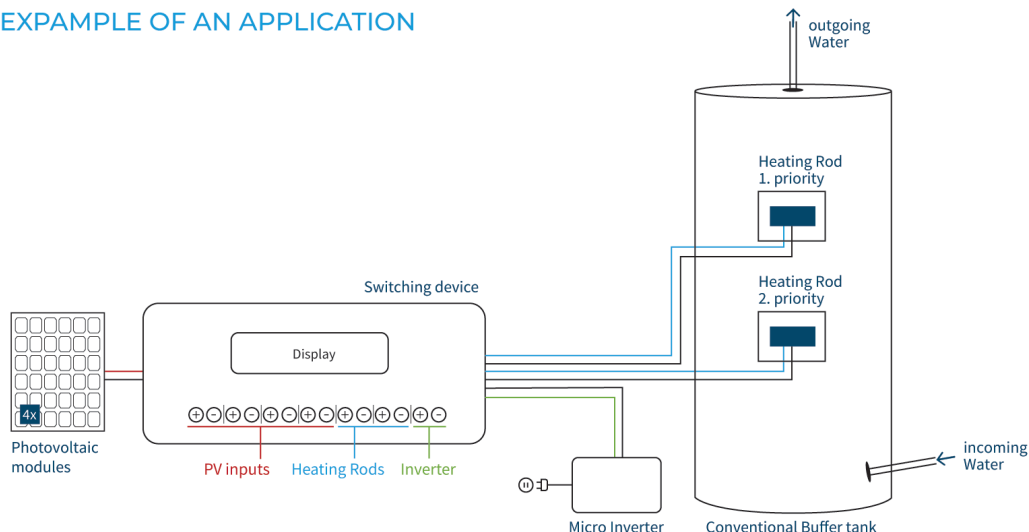 EXPAMPLE OF AN APPLICATION
outgoing
Water
Heating Rod
1. priority
Heating Rod
2. priority
Switching device
Display
4x
+ - + - + - + - + - + - + -
Photovoltaic
modules
PV inputs Heating Rods Inverter
incoming
Water
Micro Inverter
Conventional Buffer tank